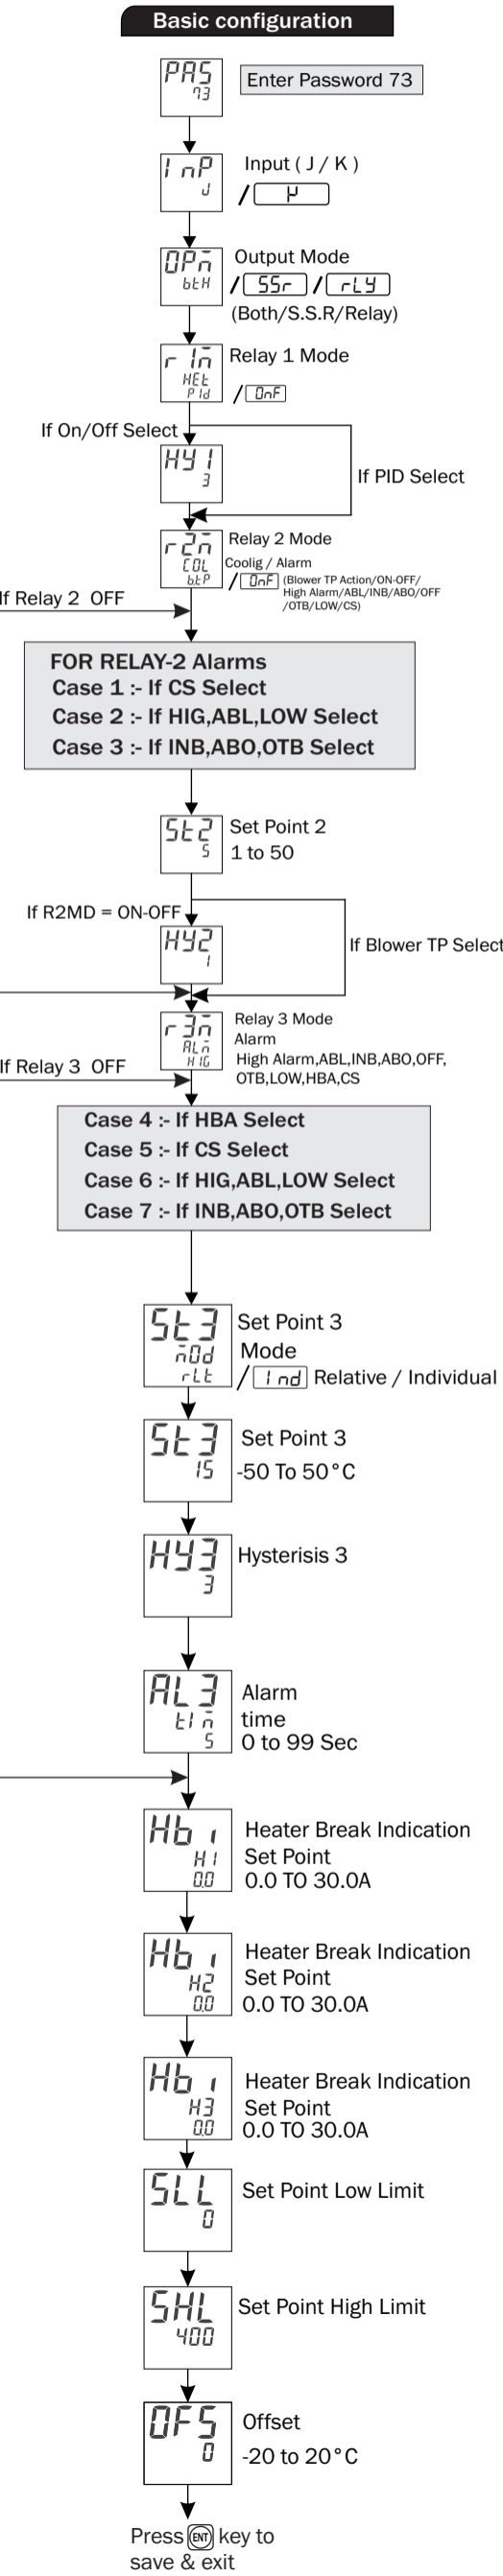 Basic configuration
PAS
73
Enter Password 73
InP
J
Input ( J / K )
/ K
OPm
btH
Output Mode
/ SSr / rLY
(Both/S.S.R/Relay)
r1m
HEt
PId
Relay 1 Mode
/ OnF
If On/Off Select
HY1
3
If PID Select
r2m
COL
btP
Relay 2 Mode
Coolig / Alarm
/ OnF (Blower TP Action/ON-OFF/
High Alarm/ABL/INB/ABO/OFF
/OTB/LOW/CS)
If Relay 2 OFF
FOR RELAY-2 Alarms
Case 1 :- If CS Select
Case 2 :- If HIG,ABL,LOW Select
Case 3 :- If INB,ABO,OTB Select
St2
5
Set Point 2
1 to 50
If R2MD = ON-OFF
HY2
1
If Blower TP Select
r3m
ALm
HIG
Relay 3 Mode
Alarm
High Alarm,ABL,INB,ABO,OFF,
OTB,LOW,HBA,CS
If Relay 3 OFF
Case 4 :- If HBA Select
Case 5 :- If CS Select
Case 6 :- If HIG,ABL,LOW Select
Case 7 :- If INB,ABO,OTB Select
St3
mOd
rLt
Set Point 3
Mode
/ Ind Relative / Individual
St3
15
Set Point 3
-50 To 50°C
HY3
3
Hysterisis 3
AL3
tIm
5
Alarm
time
0 to 99 Sec
Hbi
H1
0.0
Heater Break Indication
Set Point
0.0 TO 30.0A
Hbi
H2
0.0
Heater Break Indication
Set Point
0.0 TO 30.0A
Hbi
H3
0.0
Heater Break Indication
Set Point
0.0 TO 30.0A
SLL
0
Set Point Low Limit
SHL
400
Set Point High Limit
OFS
0
Offset
-20 to 20°C
Press ENT key to
save & exit